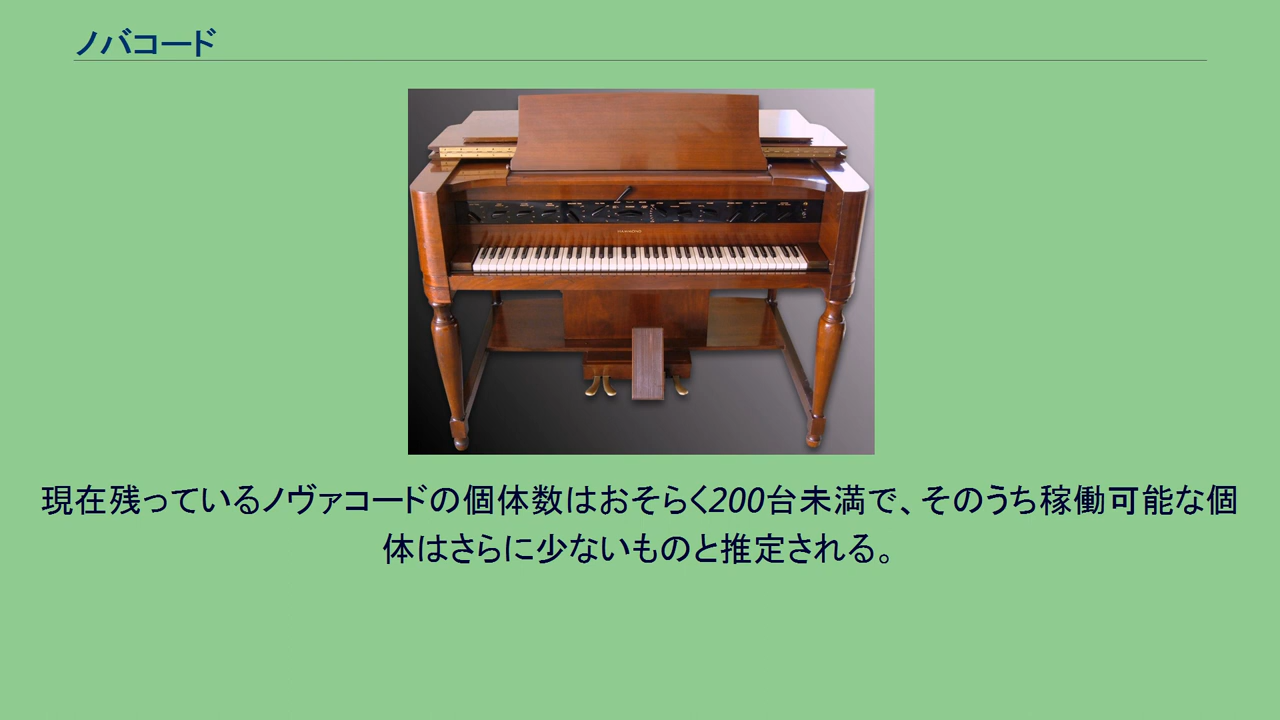 ノバコード
HAMMOND
現在残っているノヴァコードの個体数はおそらく200台未満で、そのうち稼働可能な個
体はさらに少ないものと推定される。